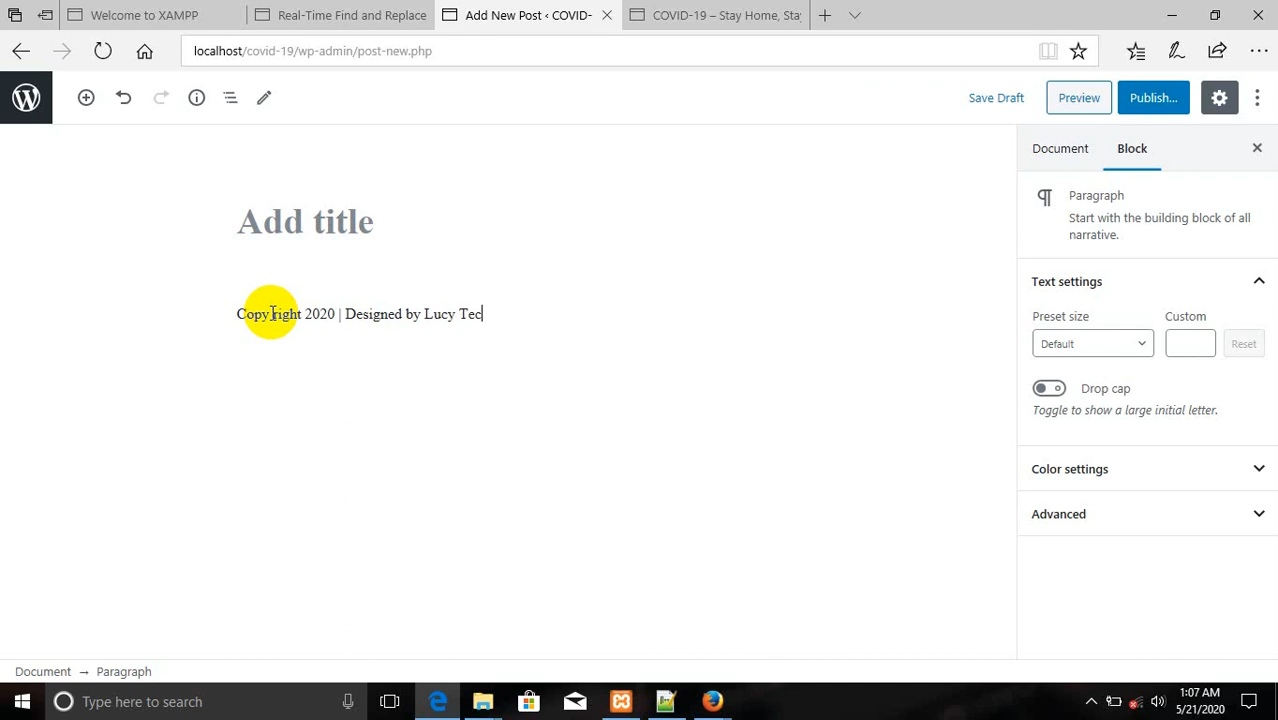 Welcome to XAMPP
Real-Time Find and Replace
Add New Post ‹ COVID-
COVID-19 – Stay Home, Stay
localhost/covid-19/wp-admin/post-new.php
Save Draft
Preview
Publish...
Document
Block
Add title
Paragraph
Start with the building block of all
narrative.
Copyright 2020 | Designed by Lucy Tec
Text settings
Preset size
Custom
Default
Reset
Drop cap
Toggle to show a large initial letter.
Color settings
Advanced
Document → Paragraph
Type here to search
1:07 AM
5/21/2020